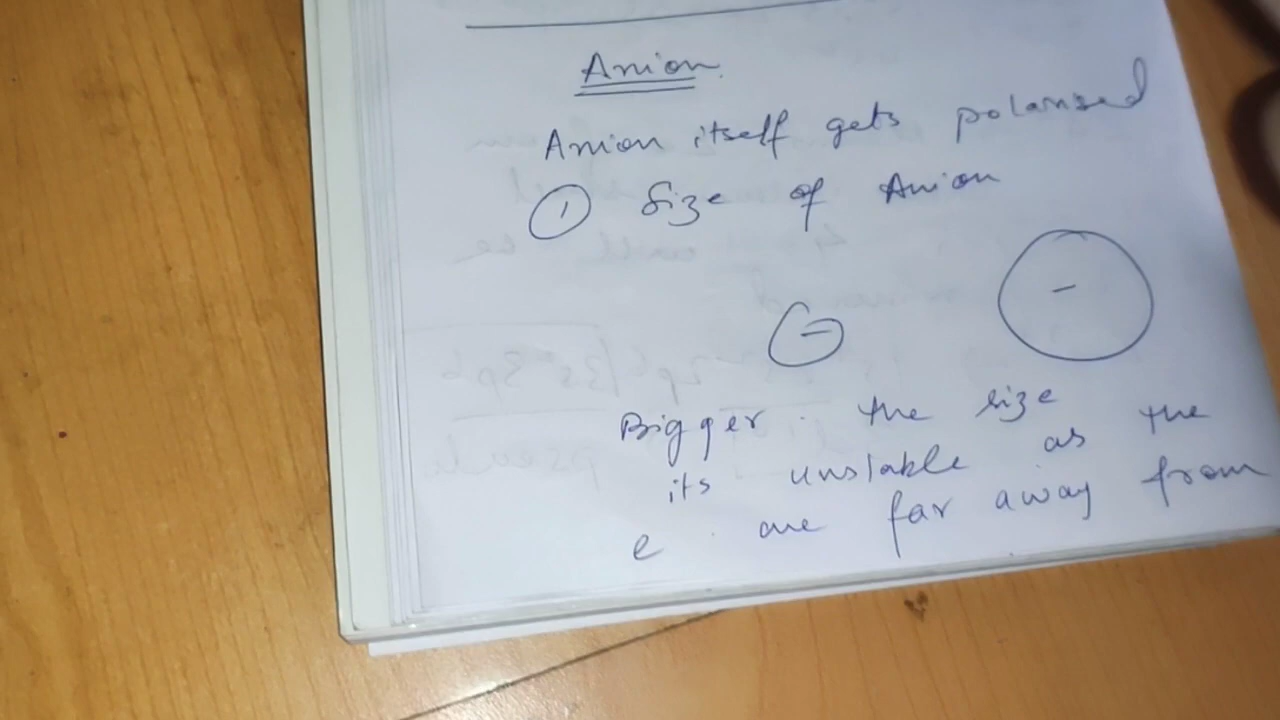 Anion
Anion itself gets polarised
① Size of Anion
-
-
Bigger the size
its unstable as the
e are far away from